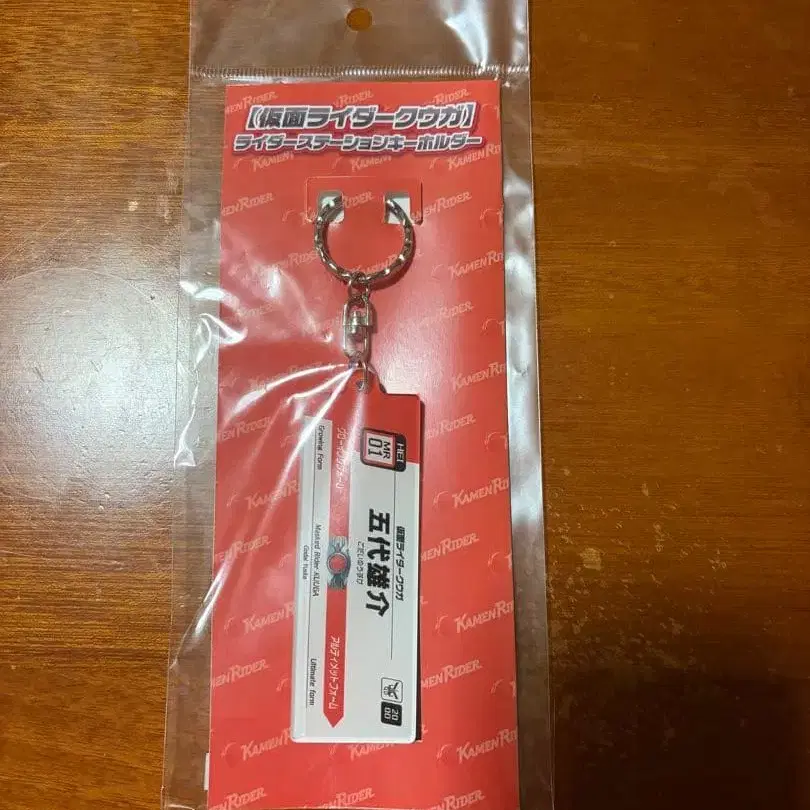 【仮面ライダークウガ】
ライダーステーションキーホルダー
KAMEN RIDER
HEI
MR
01
仮面ライダークウガ
五代雄介
ごだいゆうすけ
20
00
グローイングフォーム
アルティメットフォーム
Growing Form
Masked Rider KUUGA
Godai Yusuke
Ultimate Form